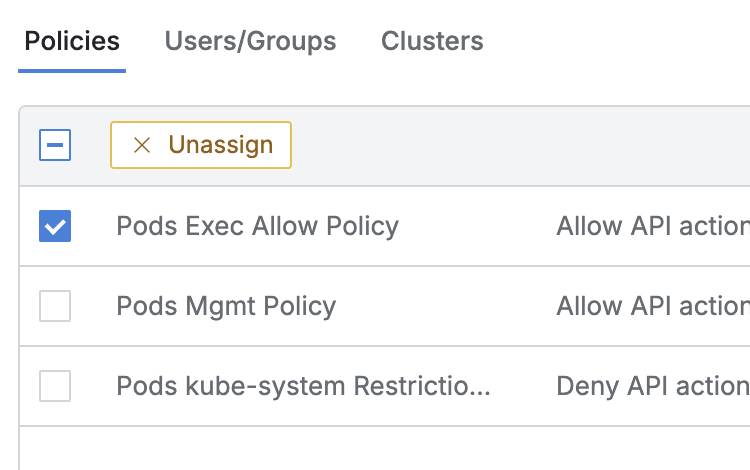 Policies Users/Groups Clusters
Unassign
Pods Exec Allow Policy Allow API action
Pods Mgmt Policy Allow API action
Pods kube-system Restrictio... Deny API action